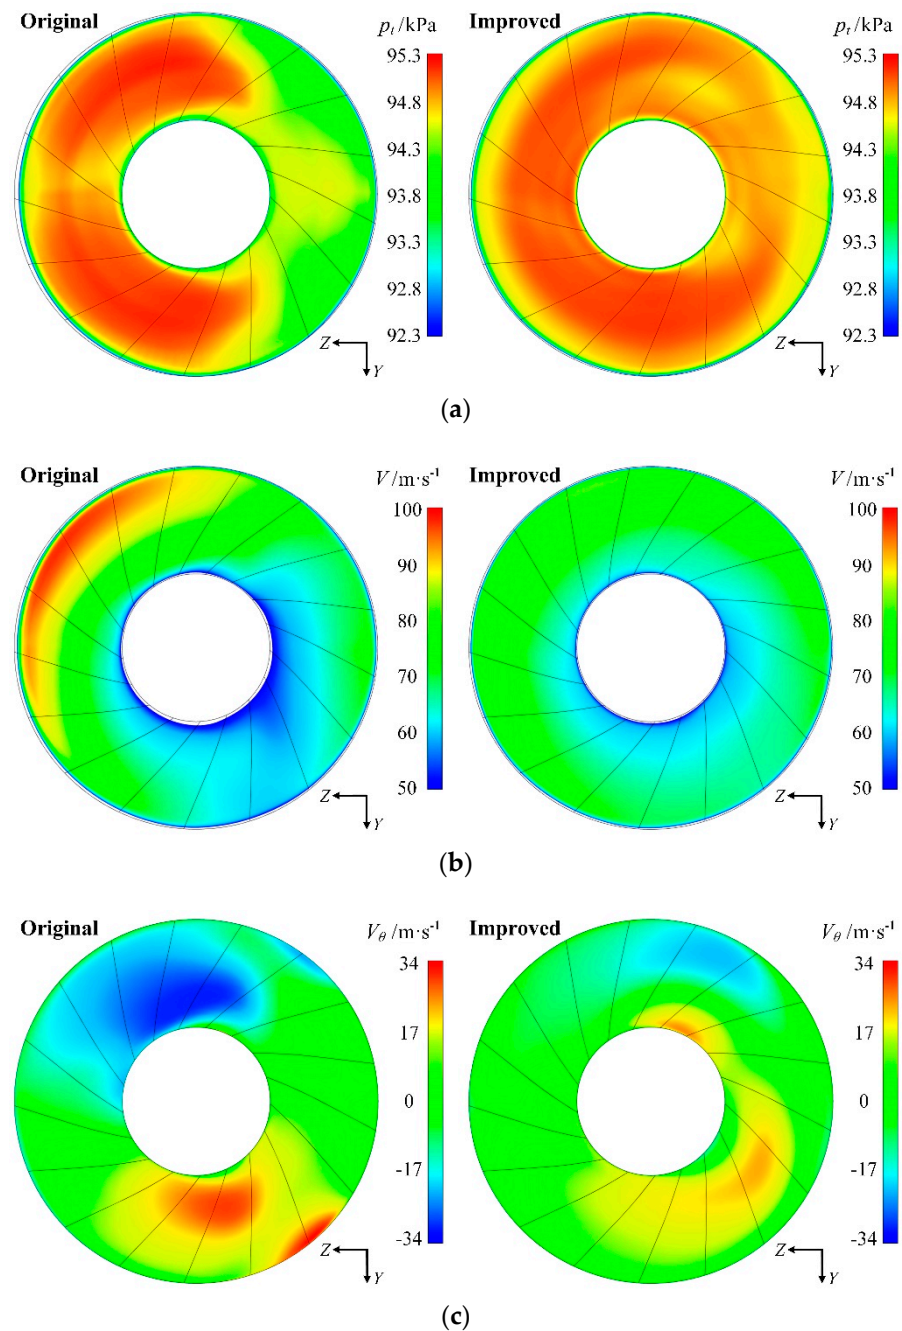 Original
p_t /kPa
95.3
94.8
94.3
93.8
93.3
92.8
92.3
Z
Y
Improved
p_t /kPa
95.3
94.8
94.3
93.8
93.3
92.8
92.3
Z
Y
(a)
Original
V /m·s⁻¹
100
90
80
70
60
50
Z
Y
Improved
V /m·s⁻¹
100
90
80
70
60
50
Z
Y
(b)
Original
V_θ /m·s⁻¹
34
17
0
-17
-34
Z
Y
Improved
V_θ /m·s⁻¹
34
17
0
-17
-34
Z
Y
(c)